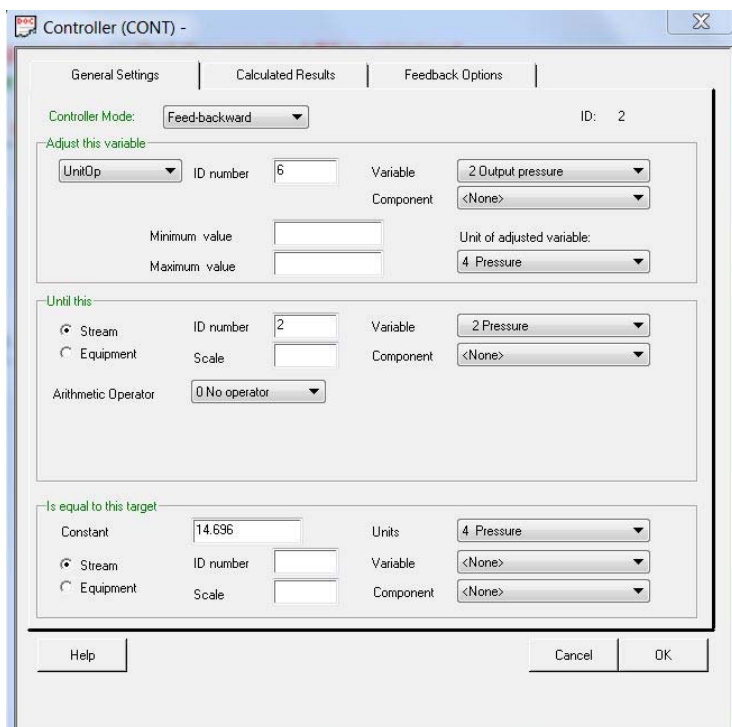 Controller (CONT) -
General Settings Calculated Results Feedback Options
Controller Mode: Feed-backward ID: 2
Adjust this variable
UnitOp ID number 6 Variable 2 Output pressure
Component <None>
Minimum value Unit of adjusted variable:
Maximum value 4 Pressure
Until this
Stream ID number 2 Variable 2 Pressure
Equipment Scale Component <None>
Arithmetic Operator 0 No operator
Is equal to this target
Constant 14.696 Units 4 Pressure
Stream ID number Variable <None>
Equipment Scale Component <None>
Help Cancel OK